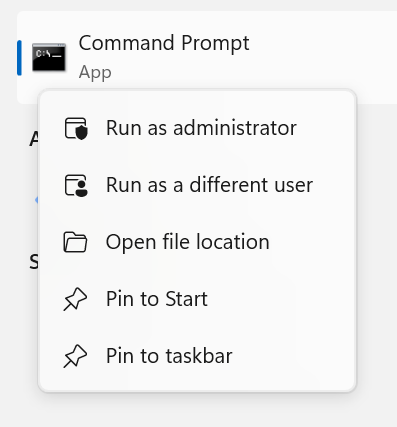 Command Prompt
App
Run as administrator
Run as a different user
Open file location
Pin to Start
Pin to taskbar